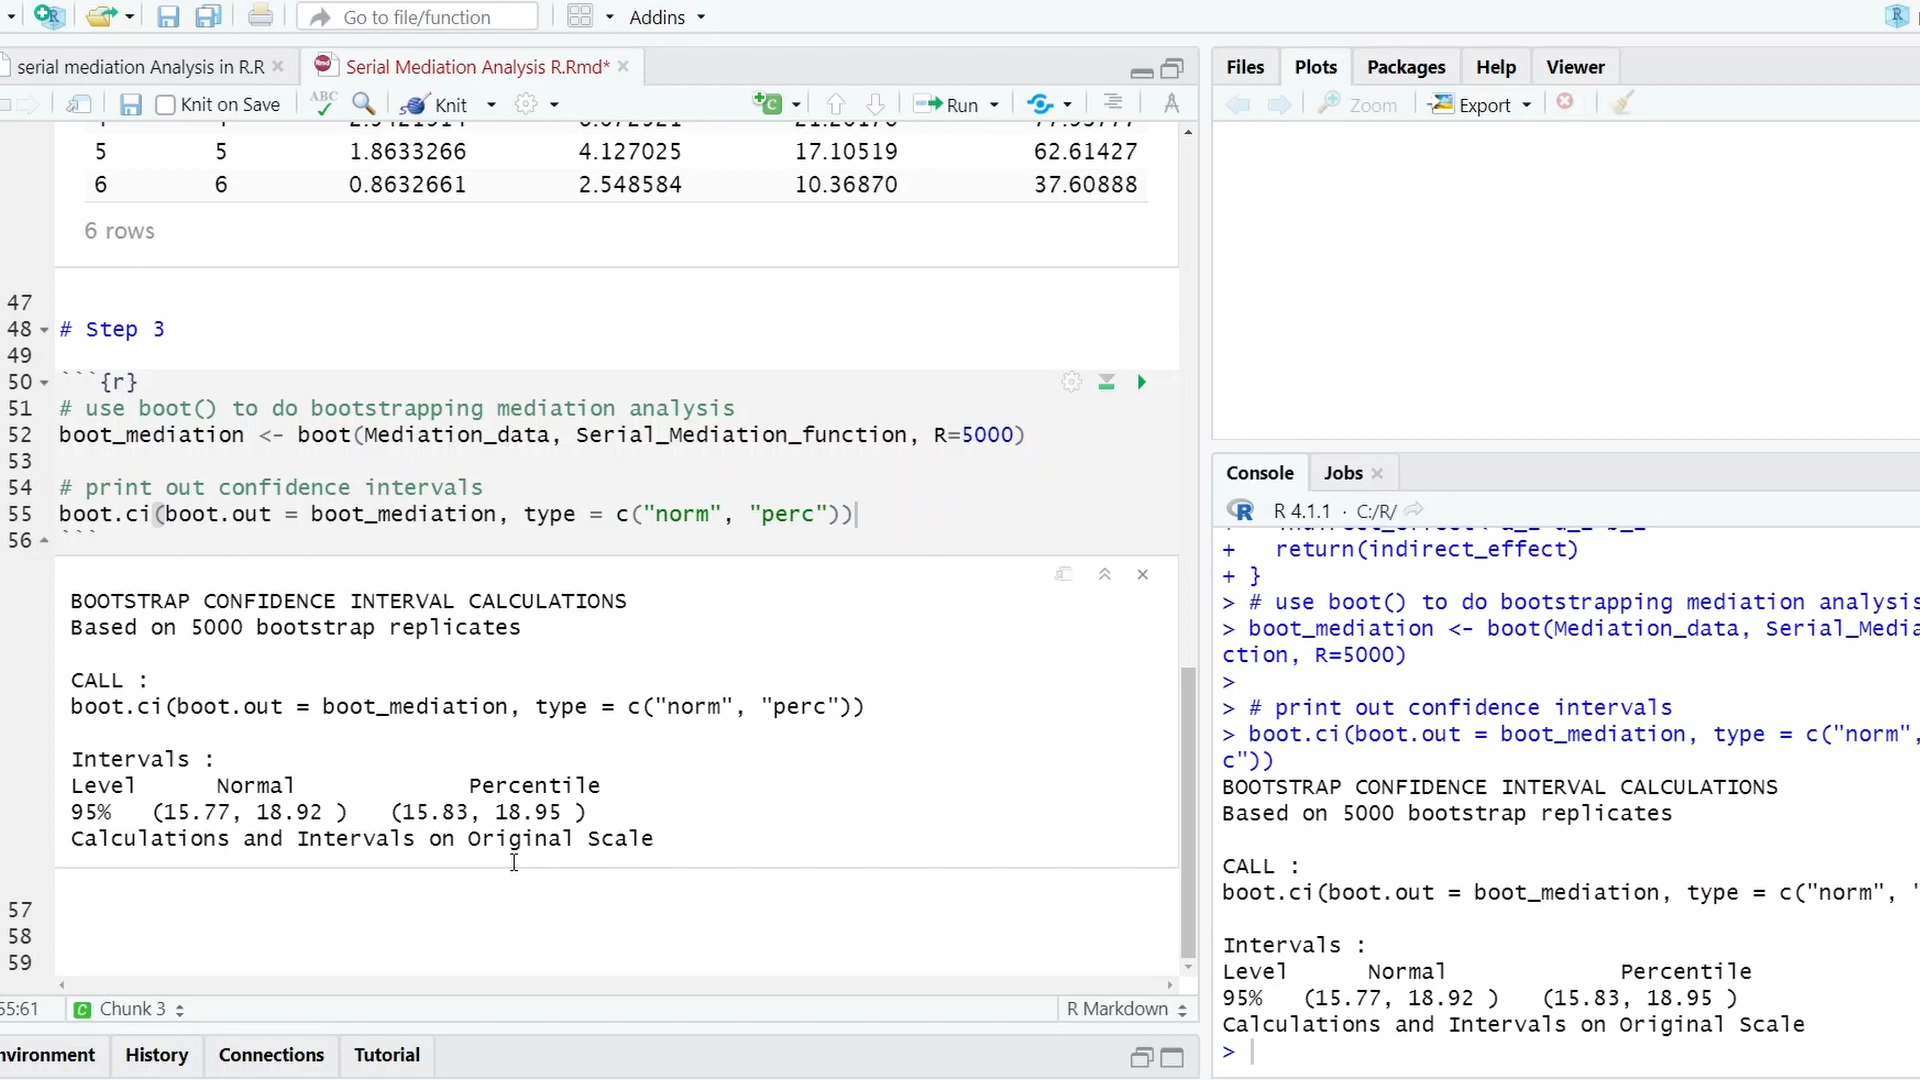 Go to file/function
Addins
serial mediation Analysis in R.R
Serial Mediation Analysis R.Rmd*
Knit on Save
ABC
Knit
Run
5 5 1.8633266 4.127025 17.10519 62.61427
6 6 0.8632661 2.548584 10.36870 37.60888
6 rows
47
48 # Step 3
49
50 ```{r}
51 # use boot() to do bootstrapping mediation analysis
52 boot_mediation <- boot(Mediation_data, Serial_Mediation_function, R=5000)
53
54 # print out confidence intervals
55 boot.ci(boot.out = boot_mediation, type = c("norm", "perc"))
56 ```
BOOTSTRAP CONFIDENCE INTERVAL CALCULATIONS
Based on 5000 bootstrap replicates
CALL :
boot.ci(boot.out = boot_mediation, type = c("norm", "perc"))
Intervals :
Level Normal Percentile
95% (15.77, 18.92 ) (15.83, 18.95 )
Calculations and Intervals on Original Scale
57
58
59
55:61 Chunk 3 R Markdown
nvironment History Connections Tutorial
Files Plots Packages Help Viewer
Zoom Export
Console Jobs
R 4.1.1 · C:/R/
+ return(indirect_effect)
+ }
> # use boot() to do bootstrapping mediation analysis
> boot_mediation <- boot(Mediation_data, Serial_Media
ction, R=5000)
>
> # print out confidence intervals
> boot.ci(boot.out = boot_mediation, type = c("norm",
c"))
BOOTSTRAP CONFIDENCE INTERVAL CALCULATIONS
Based on 5000 bootstrap replicates
CALL :
boot.ci(boot.out = boot_mediation, type = c("norm", "
Intervals :
Level Normal Percentile
95% (15.77, 18.92 ) (15.83, 18.95 )
Calculations and Intervals on Original Scale
>